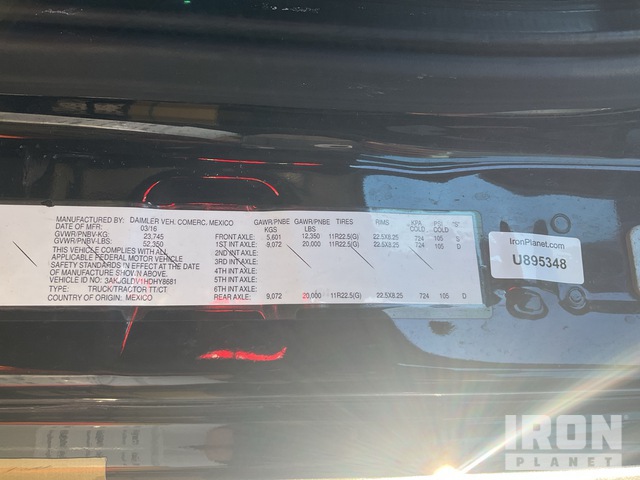 MANUFACTURED BY: DAIMLER VEH. COMERC. MEXICO
DATE OF MFR: 03/16
GVWR/PNBV-KG: 23,745
GVWR/PNBV-LBS: 52,350
THIS VEHICLE COMPLIES WITH ALL
APPLICABLE FEDERAL MOTOR VEHICLE
SAFETY STANDARDS IN EFFECT AT THE DATE
OF MANUFACTURE SHOWN ABOVE.
VEHICLE ID NO.: 3AKJGLDV1HDHY8681
TYPE: TRUCK/TRACTOR TT/CT
COUNTRY OF ORIGIN: MEXICO
GAWR/PNBE KGS GAWR/PNBE LBS TIRES RIMS KPA COLD PSI COLD
FRONT AXLE: 5,601 12,350 11R22.5(G) 22.5X8.25 724 105 D
1ST INT AXLE: 9,072 20,000 11R22.5(G) 22.5X8.25 724 105 D
2ND INT AXLE:
3RD INT AXLE:
4TH INT AXLE:
5TH INT AXLE:
6TH INT AXLE:
REAR AXLE: 9,072 20,000 11R22.5(G) 22.5X8.25 724 105 D
IronPlanet.com
U895348
IRON
PLANET